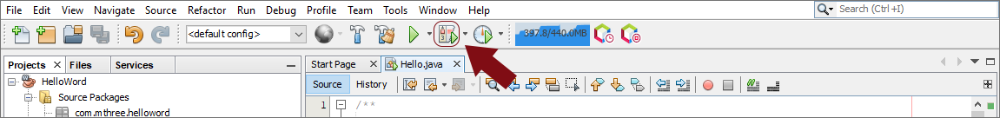 File Edit View Navigate Source Refactor Run Debug Profile Team Tools Window Help Search (Ctrl+I)
<default config> 397.8/440.0MB
Projects Files Services Start Page Hello.java
HelloWord Source History
Source Packages
com.mthree.helloword 1 /**